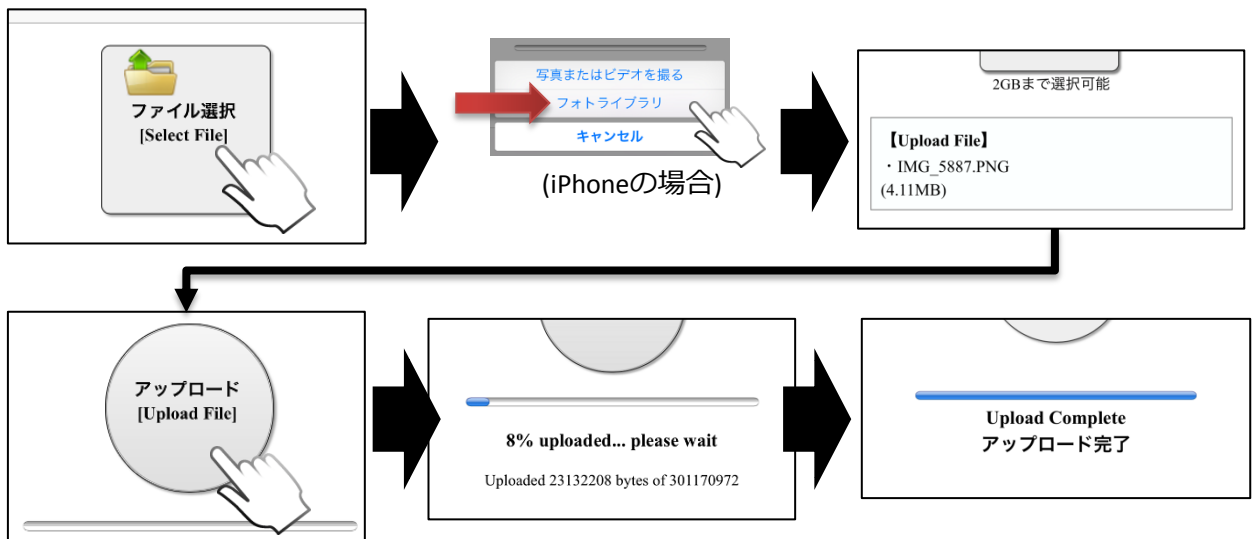 ファイル選択
[Select File]
写真またはビデオを撮る
フォトライブラリ
キャンセル
(iPhoneの場合)
2GBまで選択可能
【Upload File】
・IMG_5887.PNG
(4.11MB)
アップロード
[Upload File]
8% uploaded... please wait
Uploaded 23132208 bytes of 301170972
Upload Complete
アップロード完了